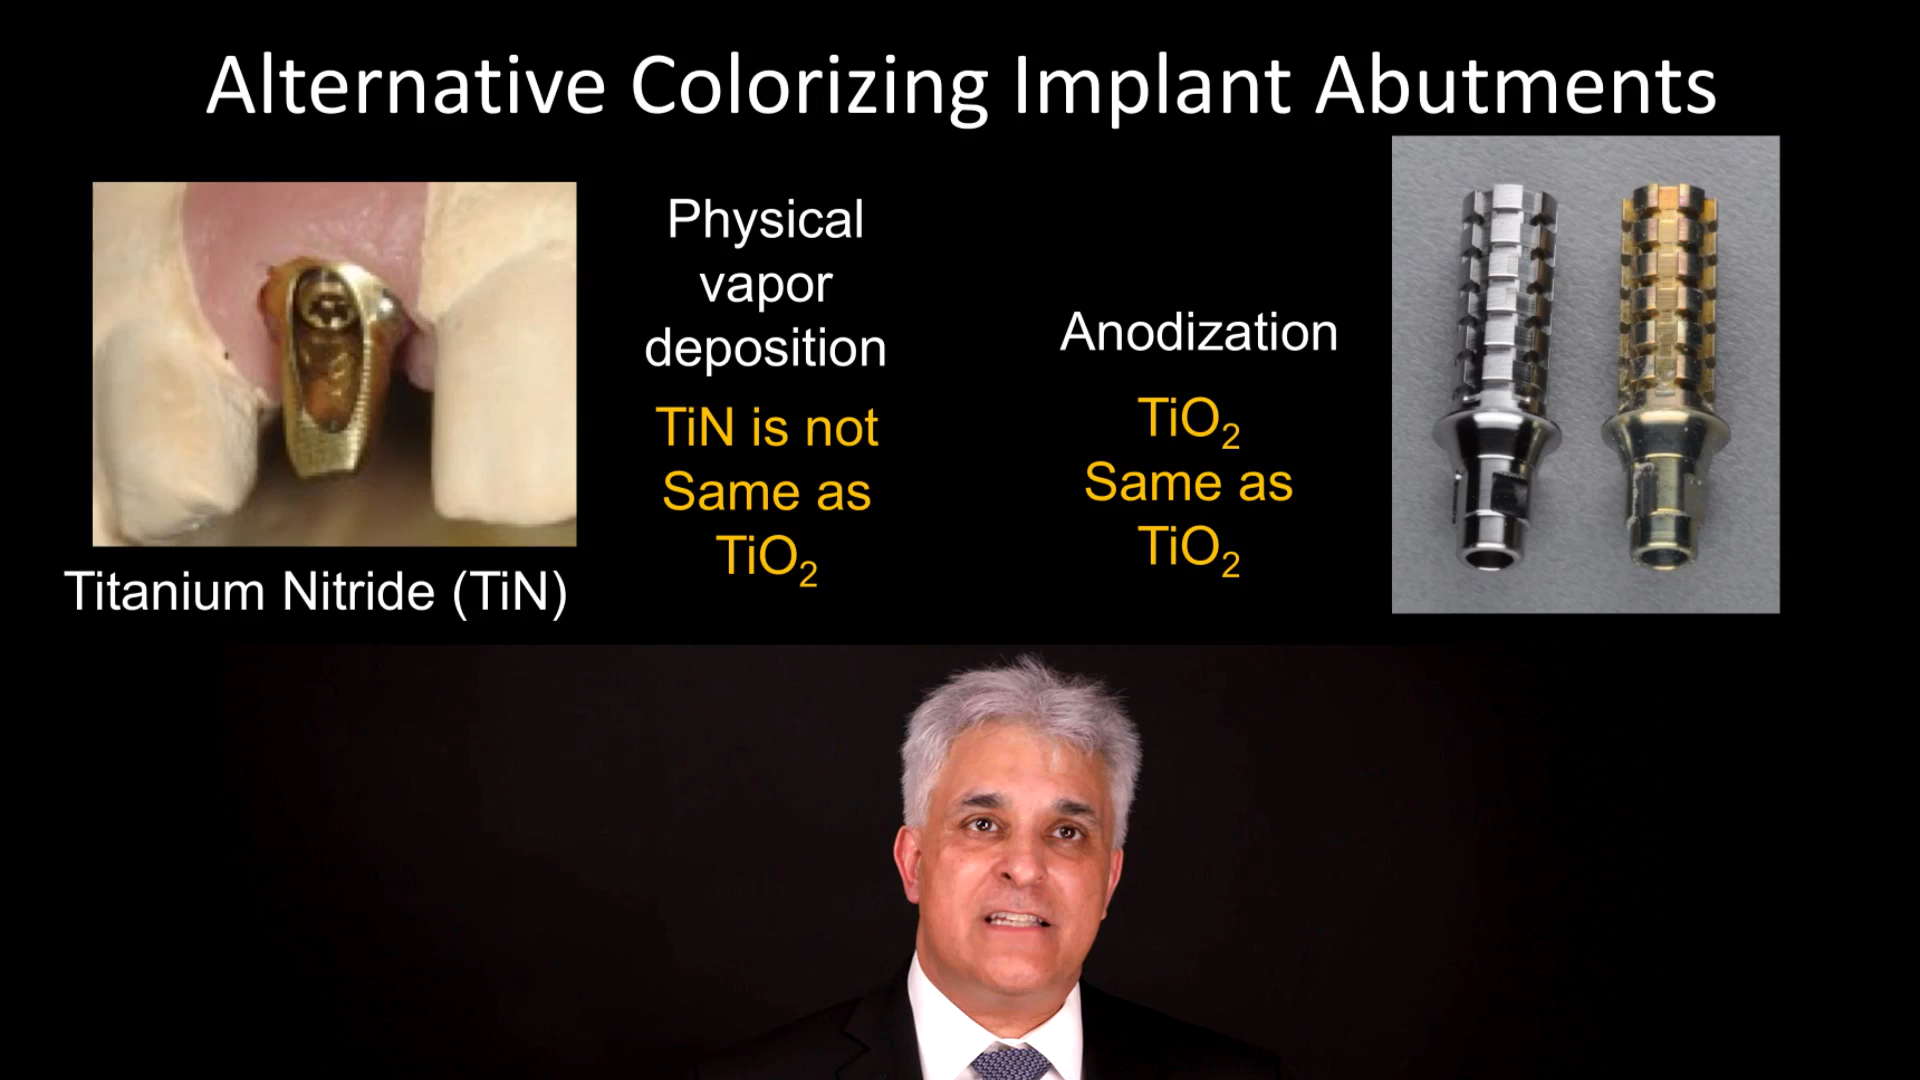 Alternative Colorizing Implant Abutments
Physical
vapor
deposition
TiN is not
Same as
TiO₂
Titanium Nitride (TiN)
Anodization
TiO₂
Same as
TiO₂